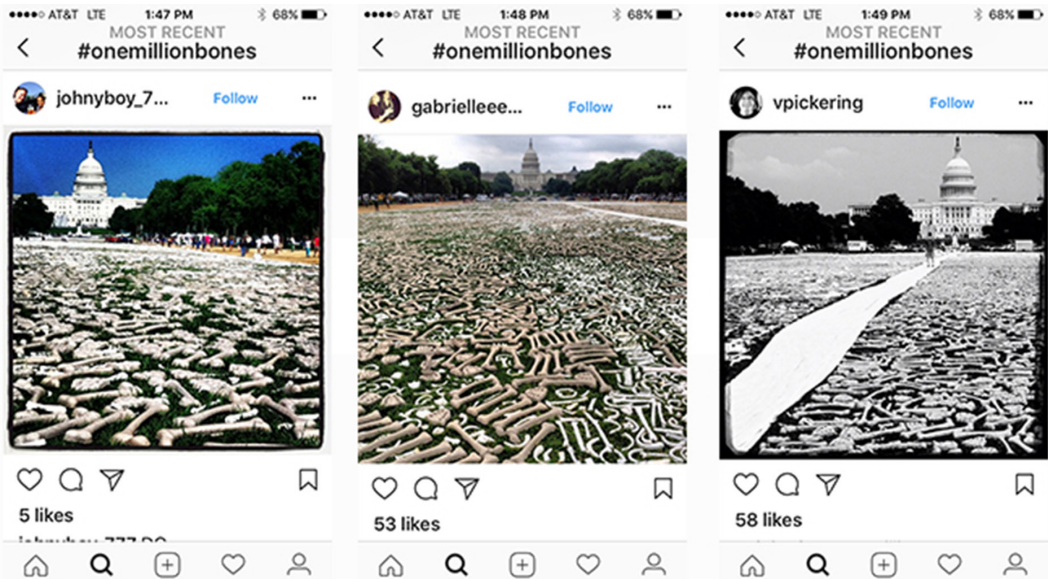 AT&T LTE 1:47 PM 68%
MOST RECENT
#onemillionbones
johnyboy_7... Follow ...
5 likes
AT&T LTE 1:48 PM 68%
MOST RECENT
#onemillionbones
gabrielleee... Follow ...
53 likes
AT&T LTE 1:49 PM 68%
MOST RECENT
#onemillionbones
vpickering Follow ...
58 likes